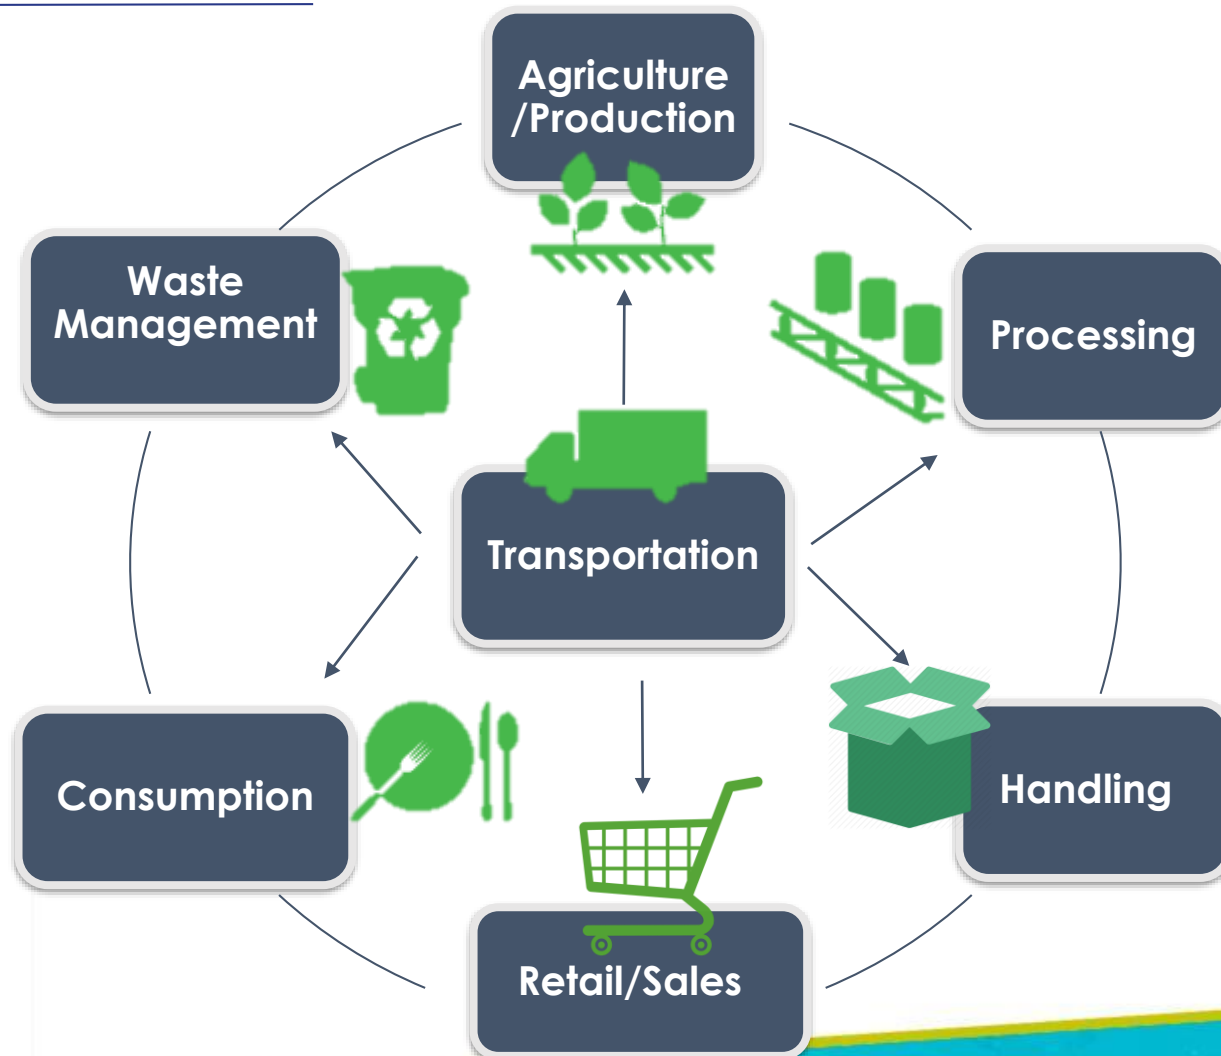 Agriculture
/Production
Waste
Management
Processing
Transportation
Consumption
Handling
Retail/Sales